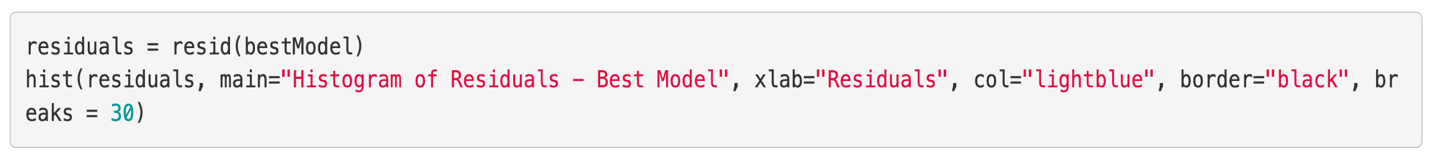 residuals = resid(bestModel)
hist(residuals, main="Histogram of Residuals - Best Model", xlab="Residuals", col="lightblue", border="black", br
eaks = 30)